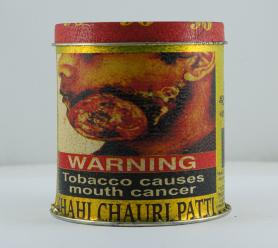 WARNING
Tobacco causes
mouth cancer
HAHI CHAURI PATTI